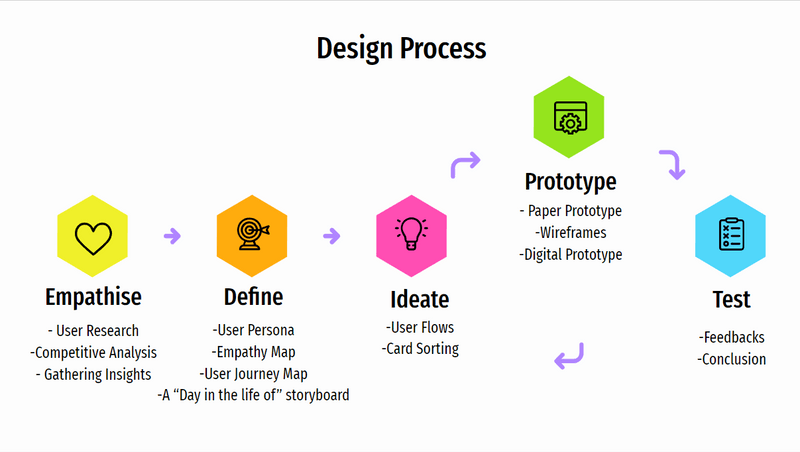 Design Process
Empathise
- User Research
-Competitive Analysis
- Gathering Insights
Define
-User Persona
-Empathy Map
-User Journey Map
-A “Day in the life of” storyboard
Ideate
-User Flows
-Card Sorting
Prototype
- Paper Prototype
-Wireframes
-Digital Prototype
Test
-Feedbacks
-Conclusion